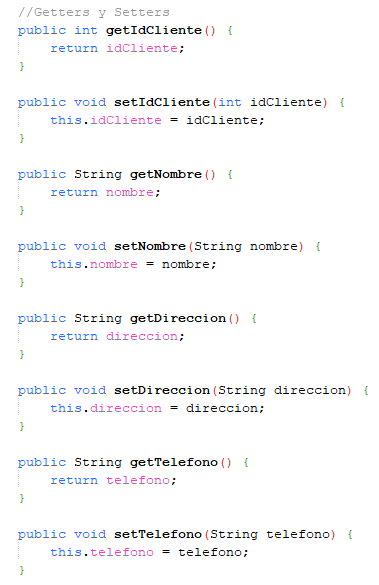 //Getters y Setters
public int getIdCliente() {
    return idCliente;
}
public void setIdCliente(int idCliente) {
    this.idCliente = idCliente;
}
public String getNombre() {
    return nombre;
}
public void setNombre(String nombre) {
    this.nombre = nombre;
}
public String getDireccion() {
    return direccion;
}
public void setDireccion(String direccion) {
    this.direccion = direccion;
}
public String getTelefono() {
    return telefono;
}
public void setTelefono(String telefono) {
    this.telefono = telefono;
}